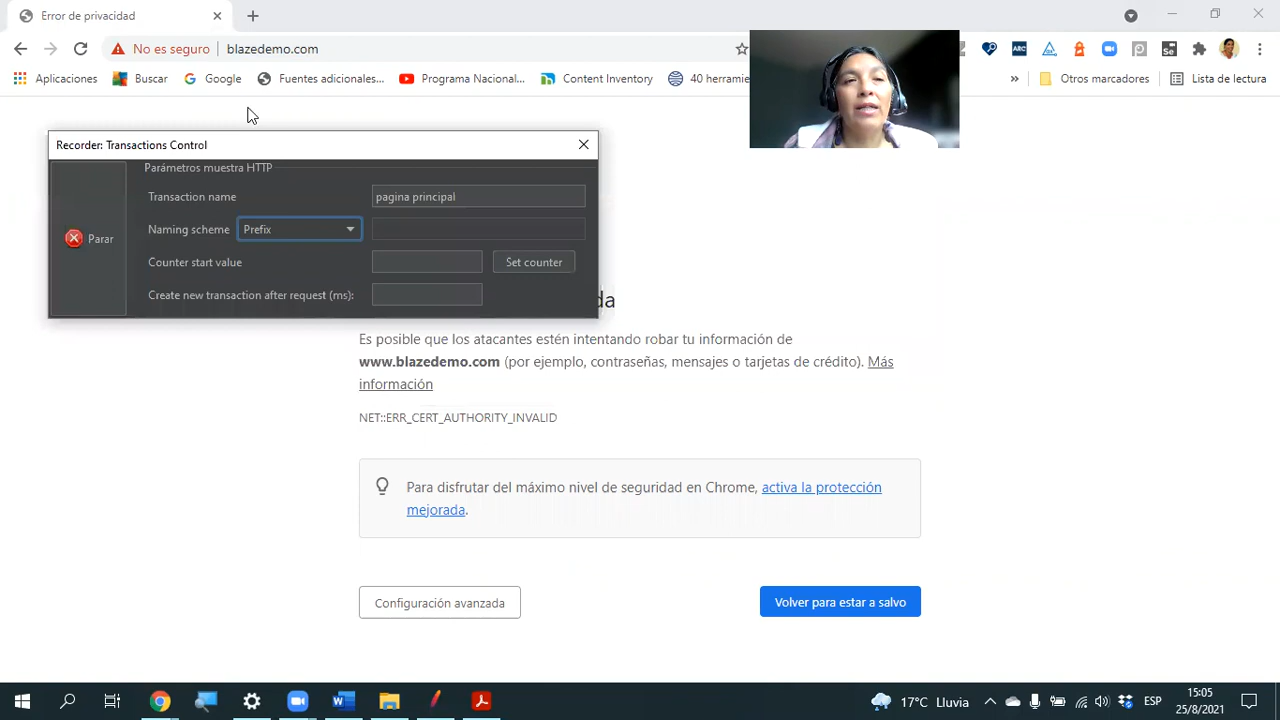 Error de privacidad
No es seguro
blazedemo.com
ARC
Se
Aplicaciones
Buscar
Google
Fuentes adicionales...
Programa Nacional...
Content Inventory
40 herramie
»
Otros marcadores
Lista de lectura
Recorder: Transactions Control
Parámetros muestra HTTP
Transaction name
pagina principal
Naming scheme
Prefix
Parar
Counter start value
Set counter
Create new transaction after request (ms):
da
Es posible que los atacantes estén intentando robar tu información de
www.blazedemo.com (por ejemplo, contraseñas, mensajes o tarjetas de crédito). Más
información
NET::ERR_CERT_AUTHORITY_INVALID
Para disfrutar del máximo nivel de seguridad en Chrome, activa la protección
mejorada.
Configuración avanzada
Volver para estar a salvo
17°C Lluvia
ESP
15:05
25/8/2021